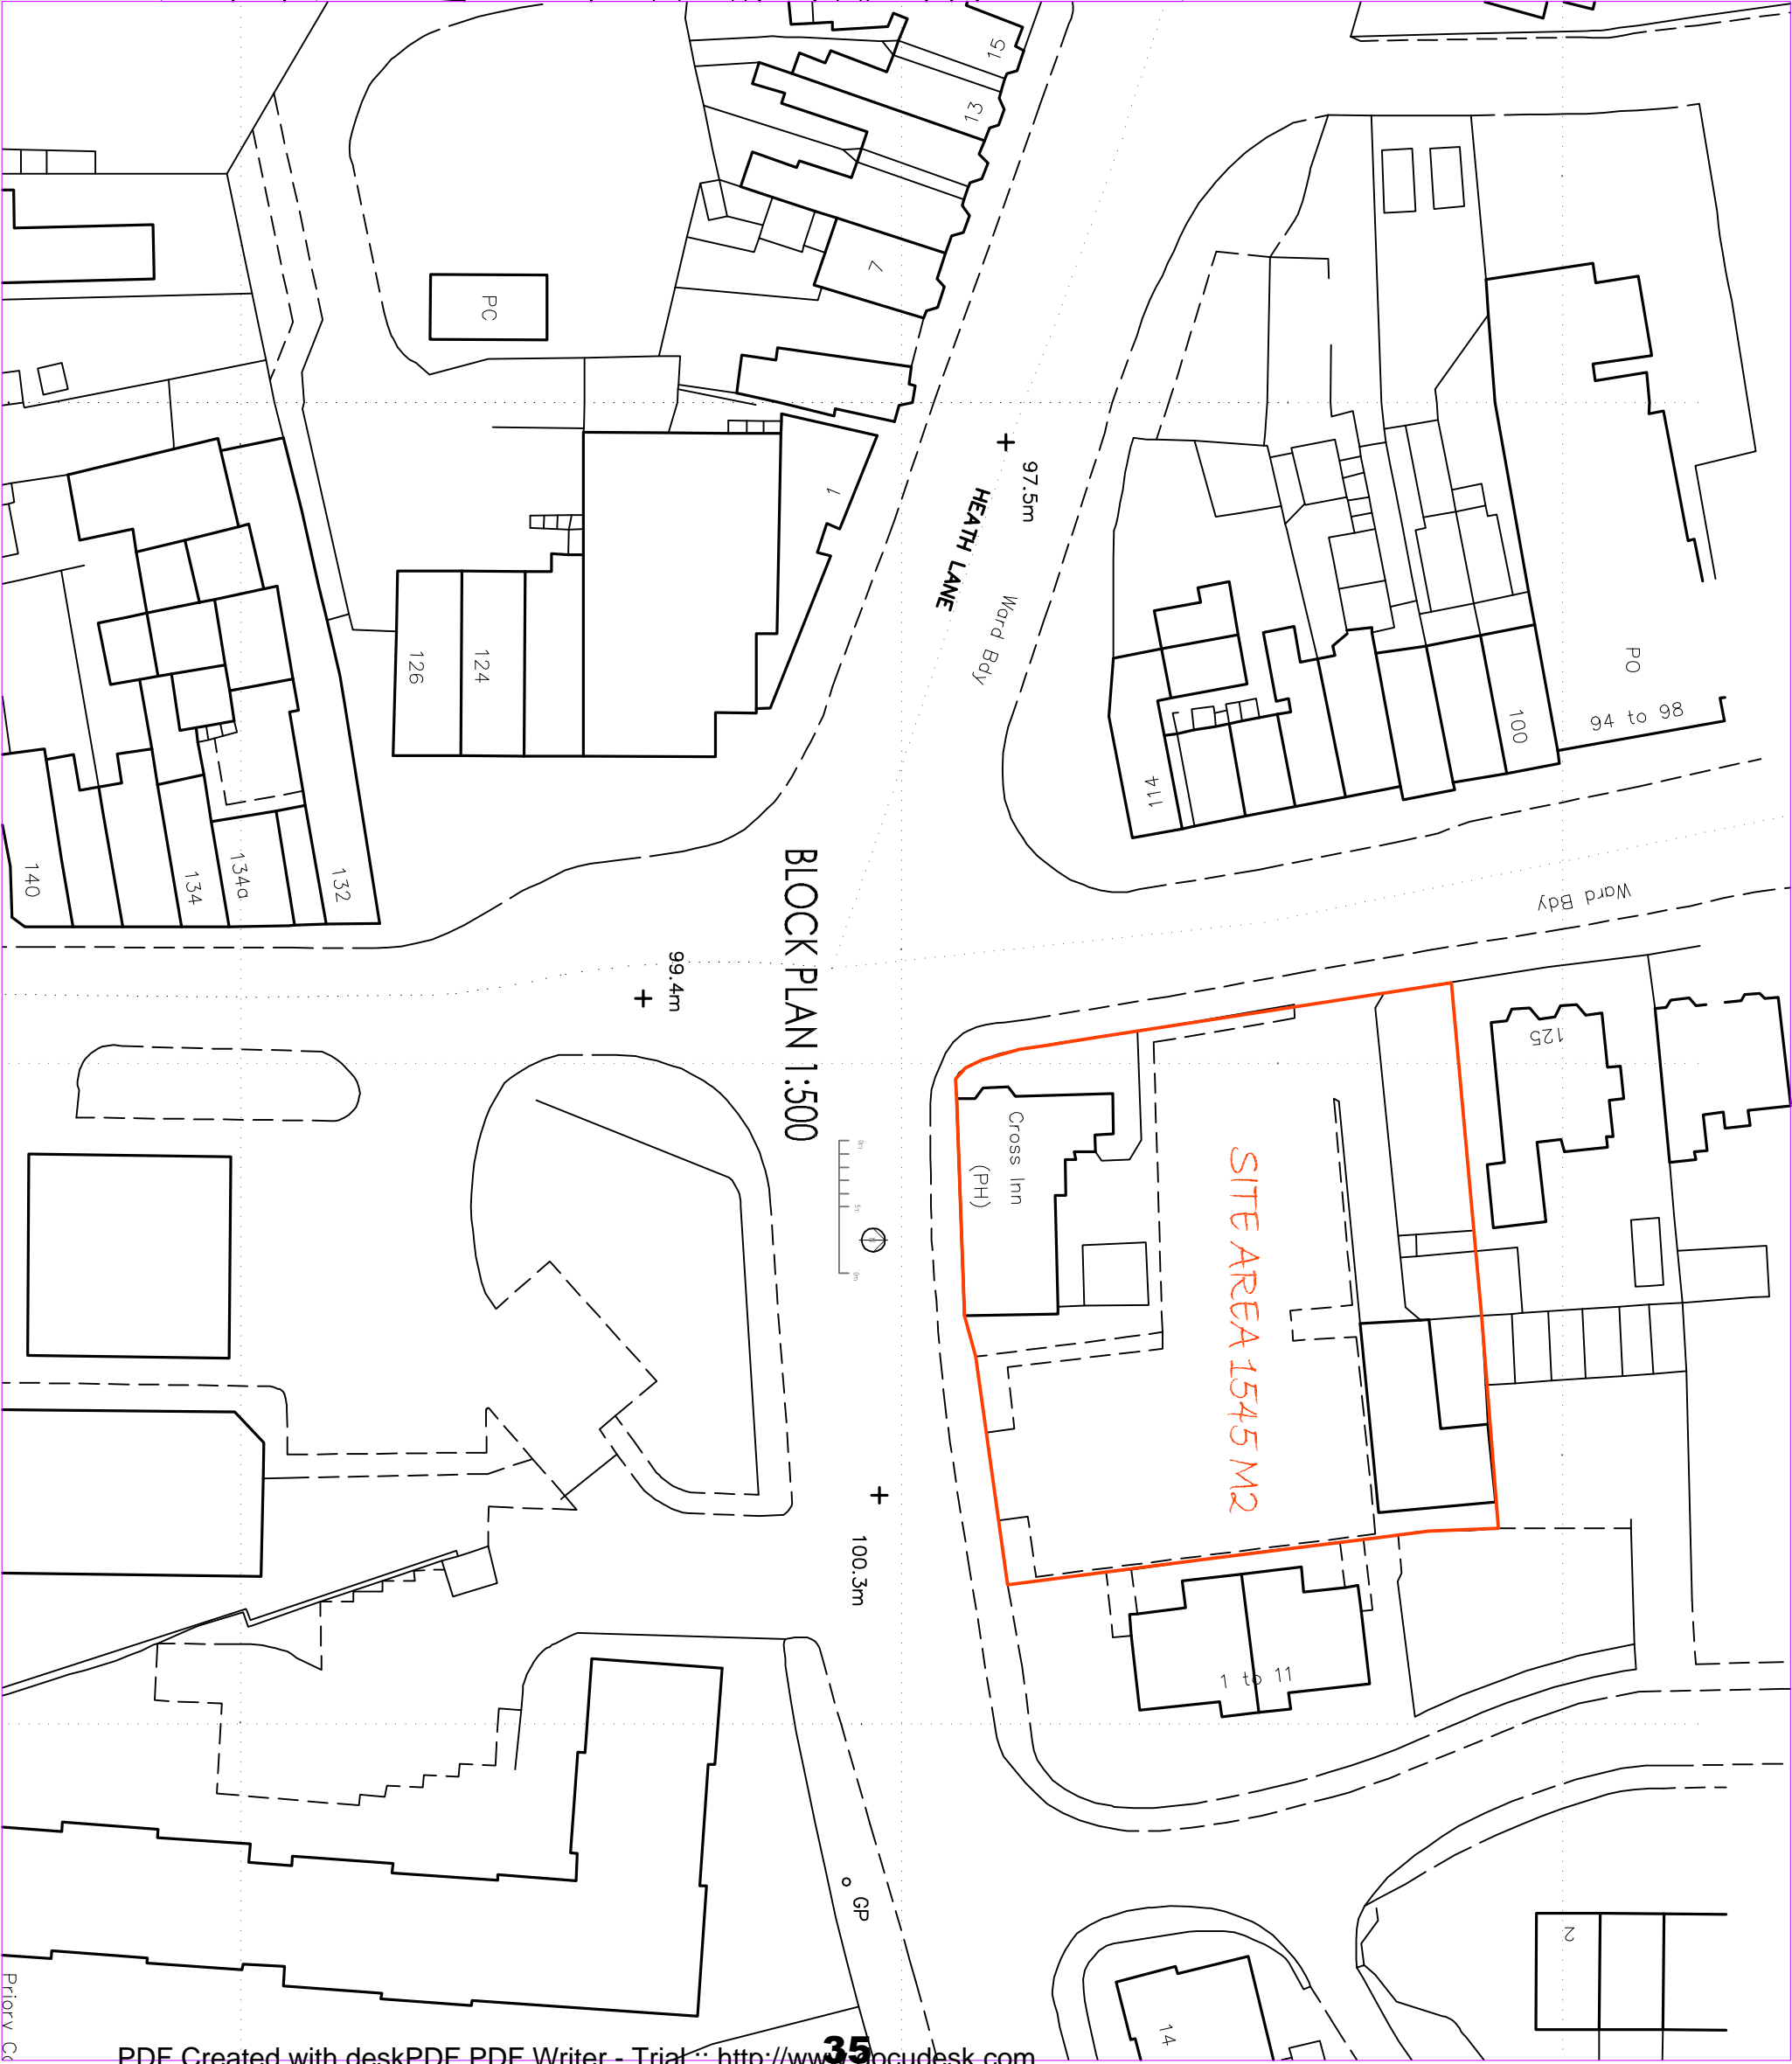 15
13
7
PC
1
97.5m
HEATH LANE
Ward Bdy
126
124
PO
94 to 98
100
114
140
134
134a
132
Ward Bdy
99.4m
BLOCK PLAN 1:500
125
Cross Inn
(PH)
SITE AREA 1545 M2
0m
5m
100.3m
1 to 11
GP
2
14
Priory
35
PDF Created with deskPDF PDF Writer - Trial :: http://www.docudesk.com